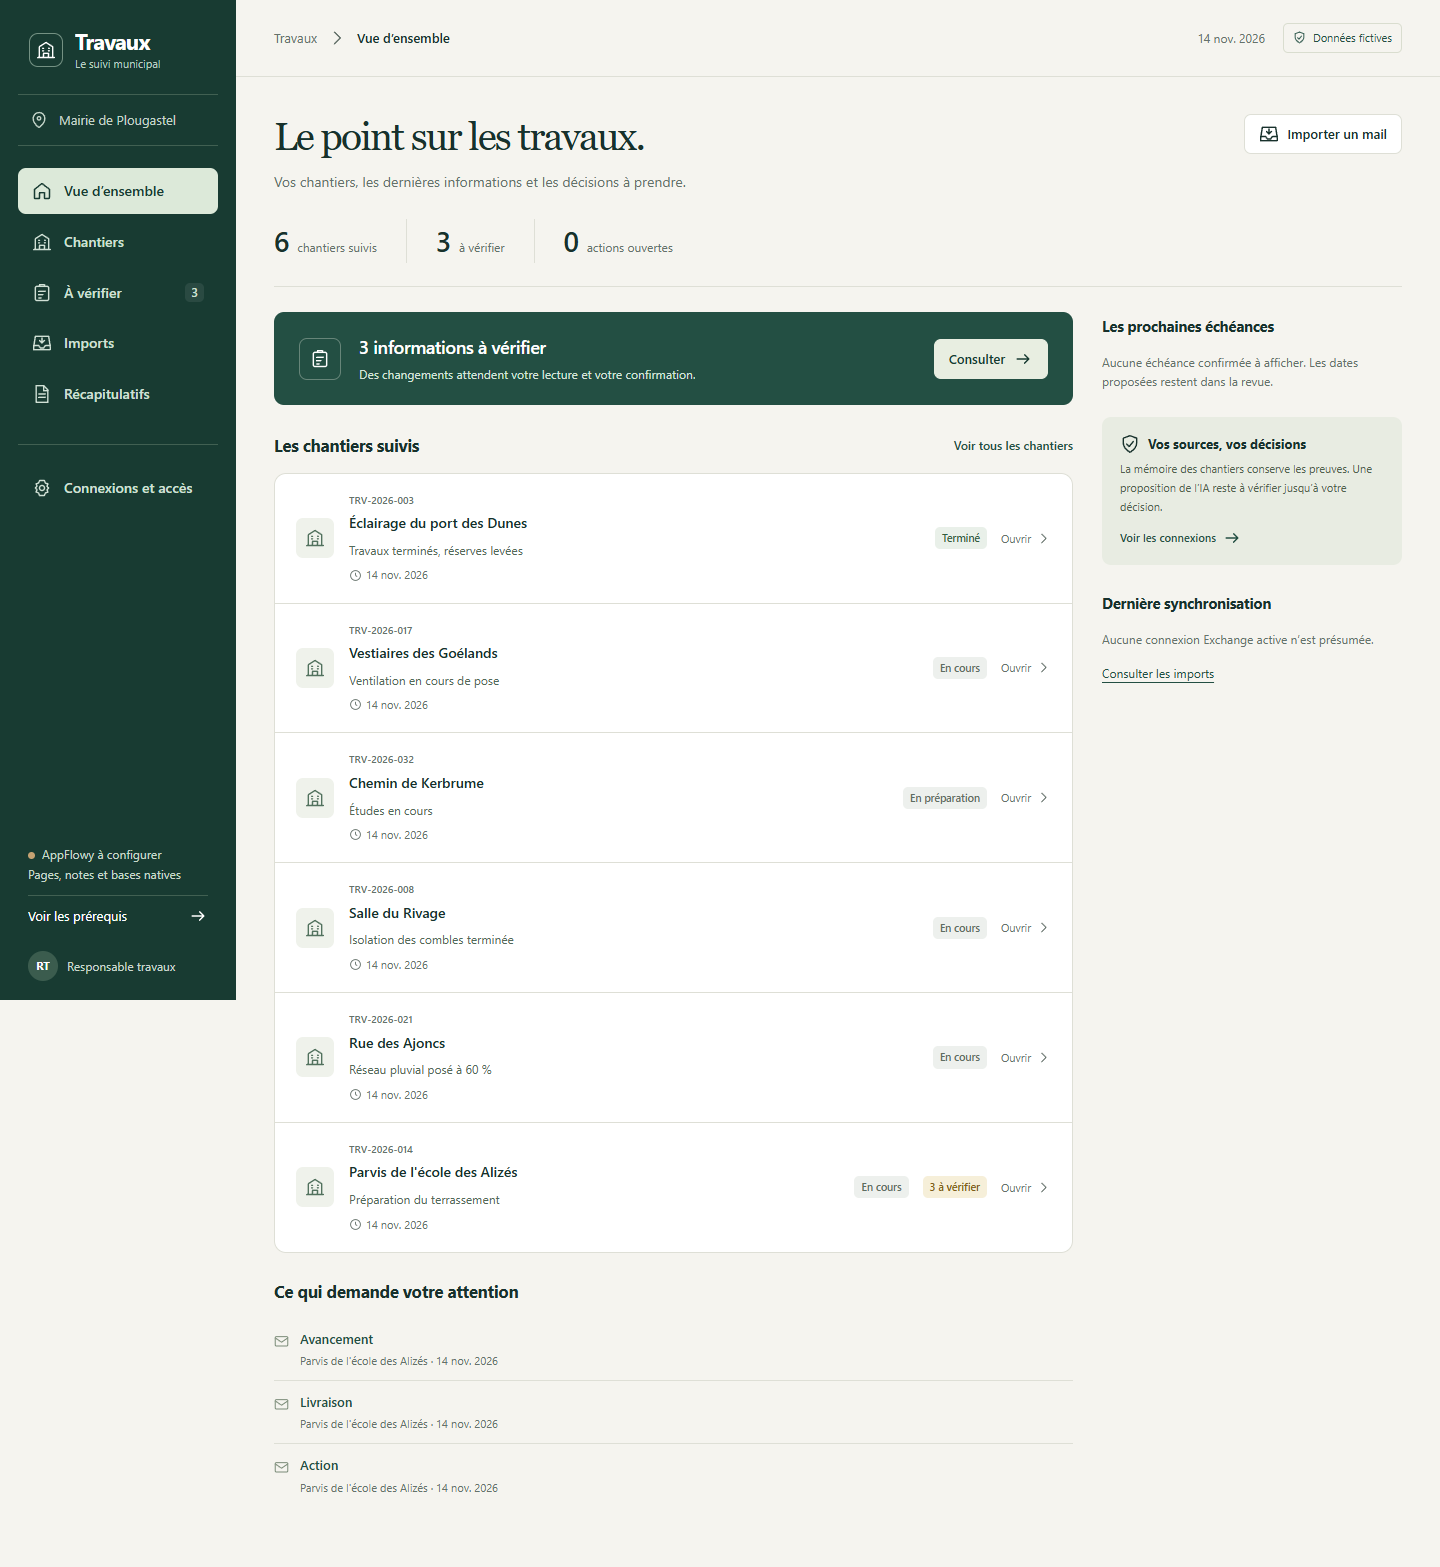 Travaux
Le suivi municipal
Mairie de Plougastel
Vue d'ensemble
Chantiers
À vérifier 3
Imports
Récapitulatifs
Connexions et accès
AppFlowy à configurer
Pages, notes et bases natives
Voir les prérequis
RT Responsable travaux
Travaux Vue d'ensemble
14 nov. 2026 Données fictives
Le point sur les travaux.
Importer un mail
Vos chantiers, les dernières informations et les décisions à prendre.
6 chantiers suivis 3 à vérifier 0 actions ouvertes
3 informations à vérifier
Des changements attendent votre lecture et votre confirmation.
Consulter
Les chantiers suivis
Voir tous les chantiers
TRV-2026-003
Éclairage du port des Dunes
Travaux terminés, réserves levées
14 nov. 2026
Terminé Ouvrir
TRV-2026-017
Vestiaires des Goélands
Ventilation en cours de pose
14 nov. 2026
En cours Ouvrir
TRV-2026-032
Chemin de Kerbrume
Études en cours
14 nov. 2026
En préparation Ouvrir
TRV-2026-008
Salle du Rivage
Isolation des combles terminée
14 nov. 2026
En cours Ouvrir
TRV-2026-021
Rue des Ajoncs
Réseau pluvial posé à 60 %
14 nov. 2026
En cours Ouvrir
TRV-2026-014
Parvis de l'école des Alizés
Préparation du terrassement
14 nov. 2026
En cours 3 à vérifier Ouvrir
Ce qui demande votre attention
Avancement
Parvis de l'école des Alizés · 14 nov. 2026
Livraison
Parvis de l'école des Alizés · 14 nov. 2026
Action
Parvis de l'école des Alizés · 14 nov. 2026
Les prochaines échéances
Aucune échéance confirmée à afficher. Les dates
proposées restent dans la revue.
Vos sources, vos décisions
La mémoire des chantiers conserve les preuves. Une
proposition de l'IA reste à vérifier jusqu'à votre
décision.
Voir les connexions
Dernière synchronisation
Aucune connexion Exchange active n'est présumée.
Consulter les imports